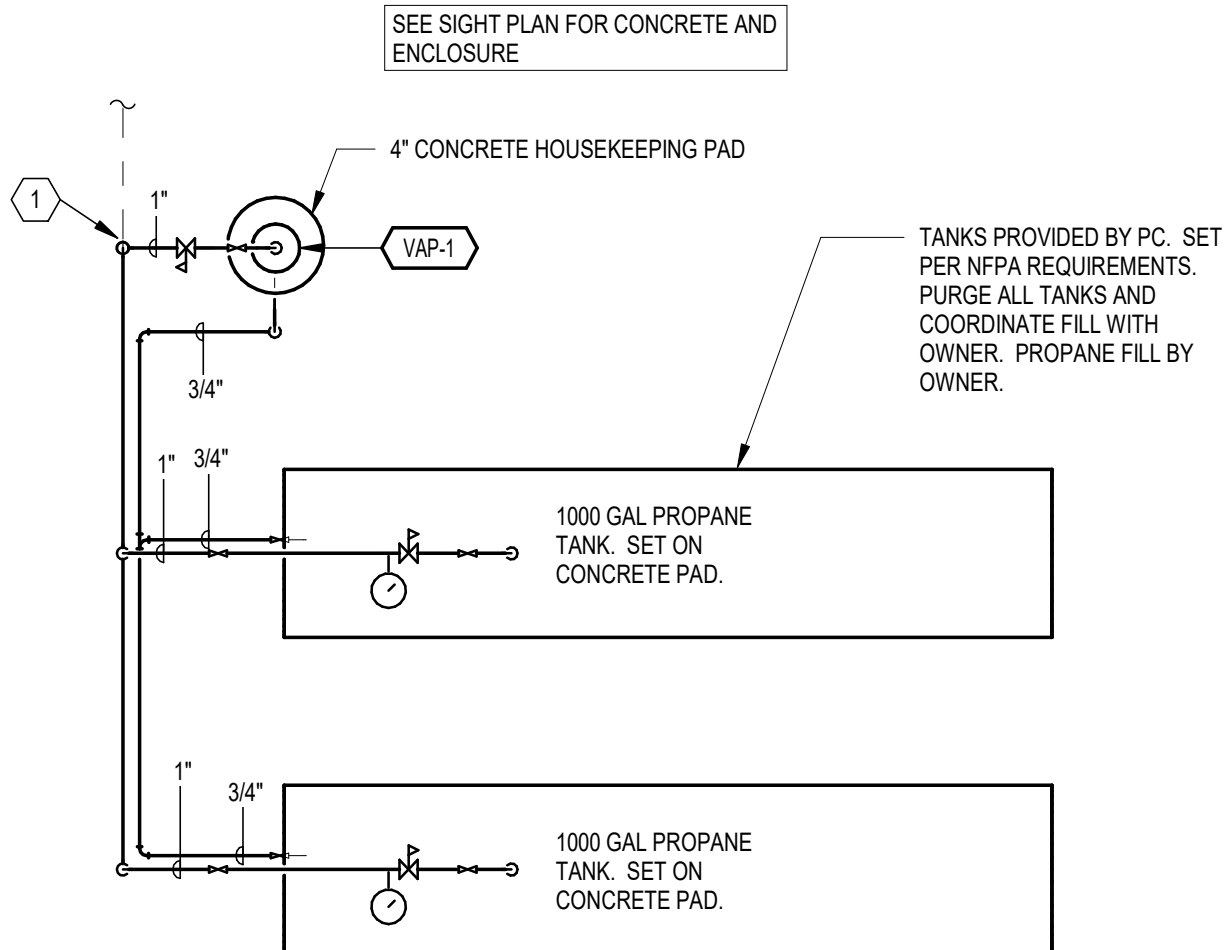 SEE SIGHT PLAN FOR CONCRETE AND
ENCLOSURE
4" CONCRETE HOUSEKEEPING PAD
1
1"
VAP-1
TANKS PROVIDED BY PC. SET
PER NFPA REQUIREMENTS.
PURGE ALL TANKS AND
COORDINATE FILL WITH
OWNER. PROPANE FILL BY
OWNER.
3/4"
1"
3/4"
1000 GAL PROPANE
TANK. SET ON
CONCRETE PAD.
1"
3/4"
1000 GAL PROPANE
TANK. SET ON
CONCRETE PAD.